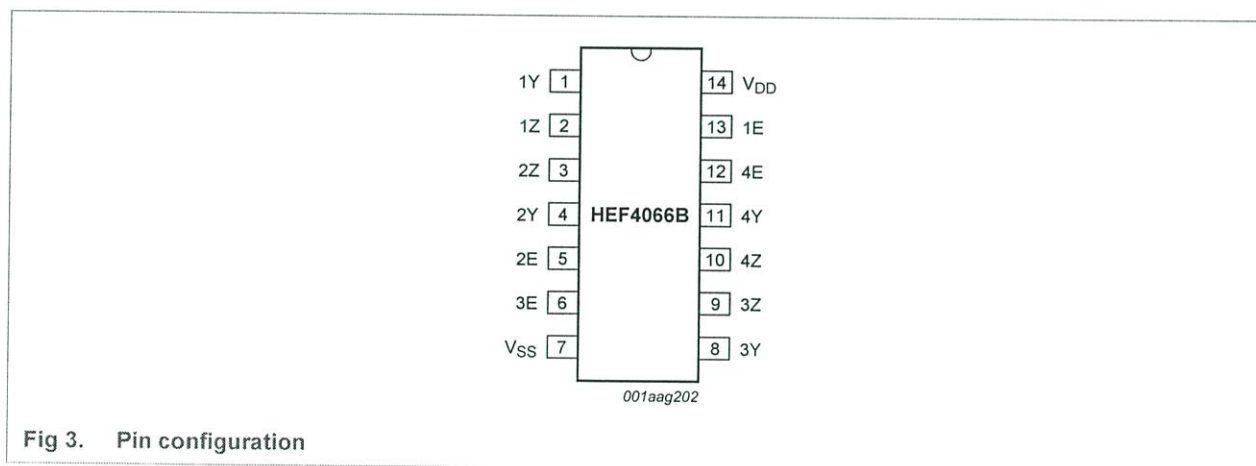 1Y 1 14 VDD
1Z 2 13 1E
2Z 3 12 4E
2Y 4 HEF4066B 11 4Y
2E 5 10 4Z
3E 6 9 3Z
VSS 7 8 3Y
001aag202
Fig 3. Pin configuration